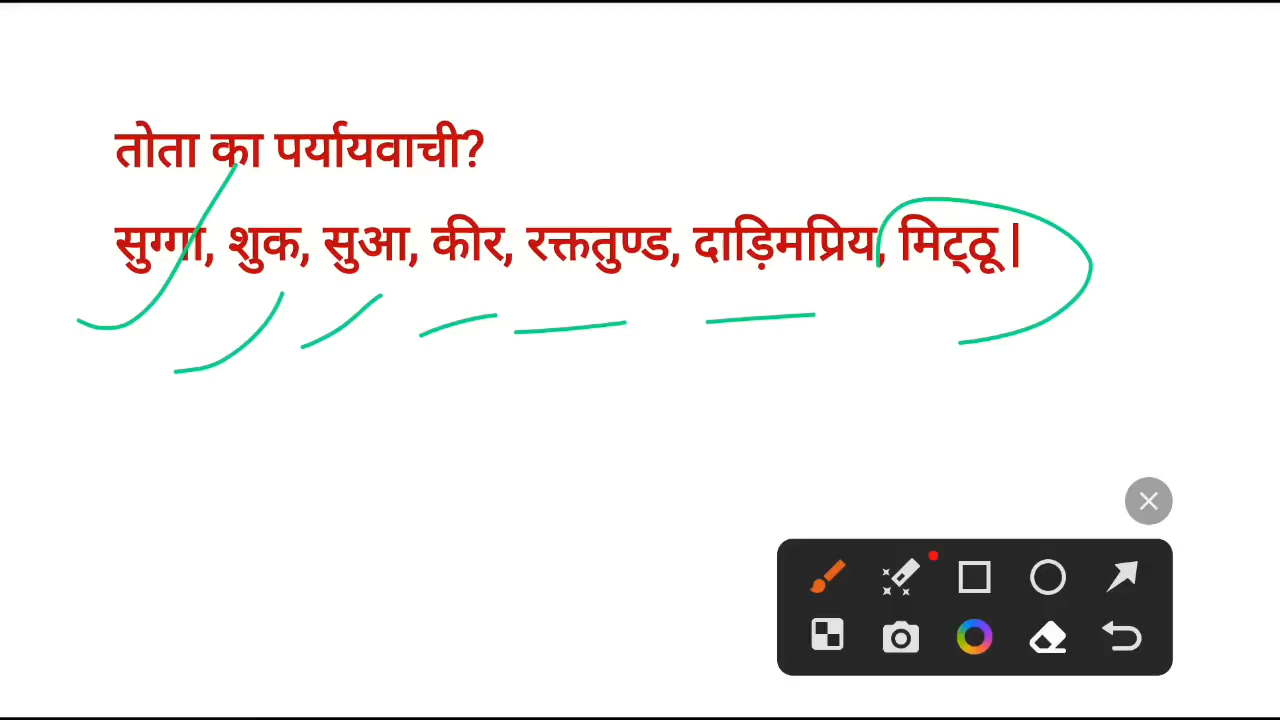 तोता का पर्यायवाची?
सुग्गा, शुक, सुआ, कीर, रक्ततुण्ड, दाड़िमप्रिय, मिट्ठू |